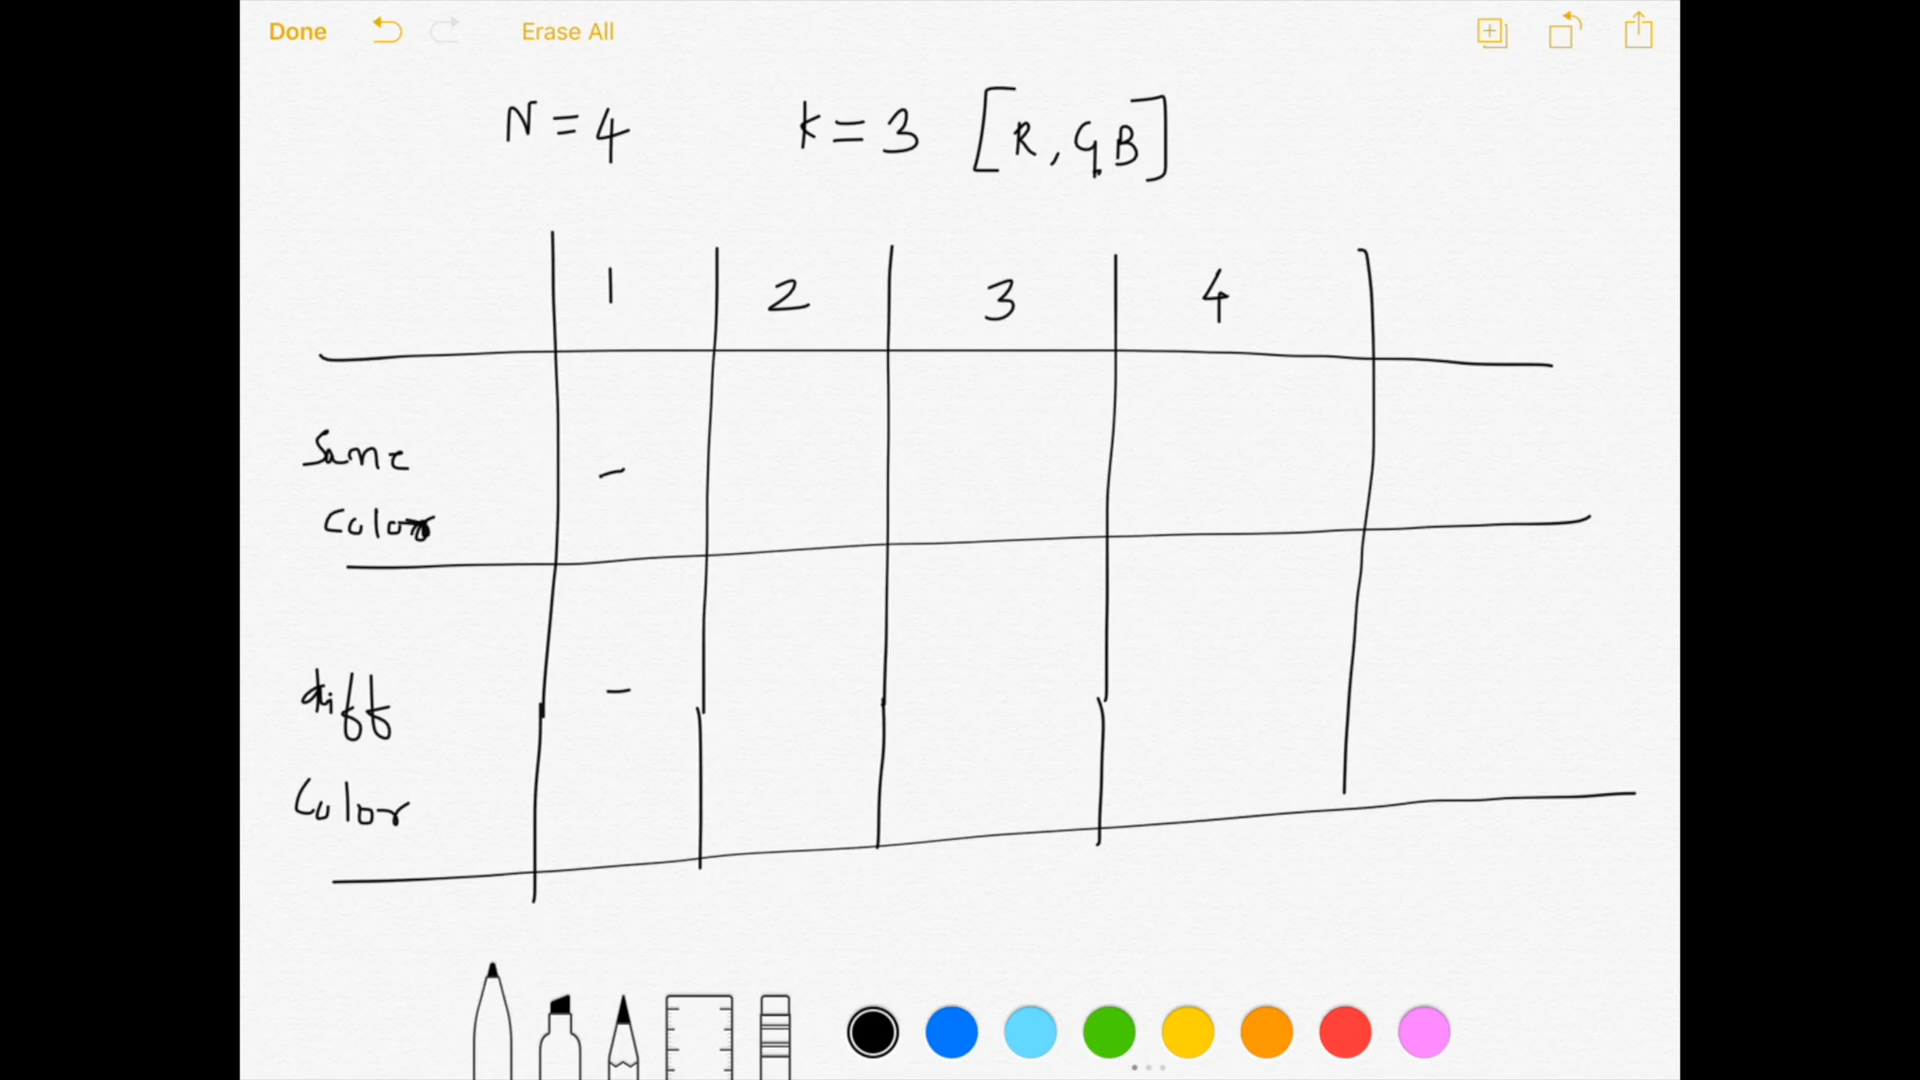 Done Erase All
N = 4 K = 3 [R, G, B]
1 2 3 4
Same -
Color
diff -
Color